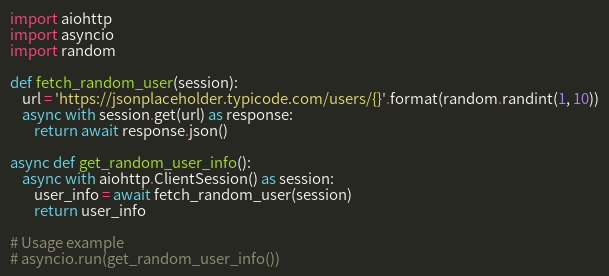 import aiohttp
import asyncio
import random

def fetch_random_user(session):
    url = 'https://jsonplaceholder.typicode.com/users/{}'.format(random.randint(1, 10))
    async with session.get(url) as response:
        return await response.json()

async def get_random_user_info():
    async with aiohttp.ClientSession() as session:
        user_info = await fetch_random_user(session)
        return user_info

# Usage example
# asyncio.run(get_random_user_info())